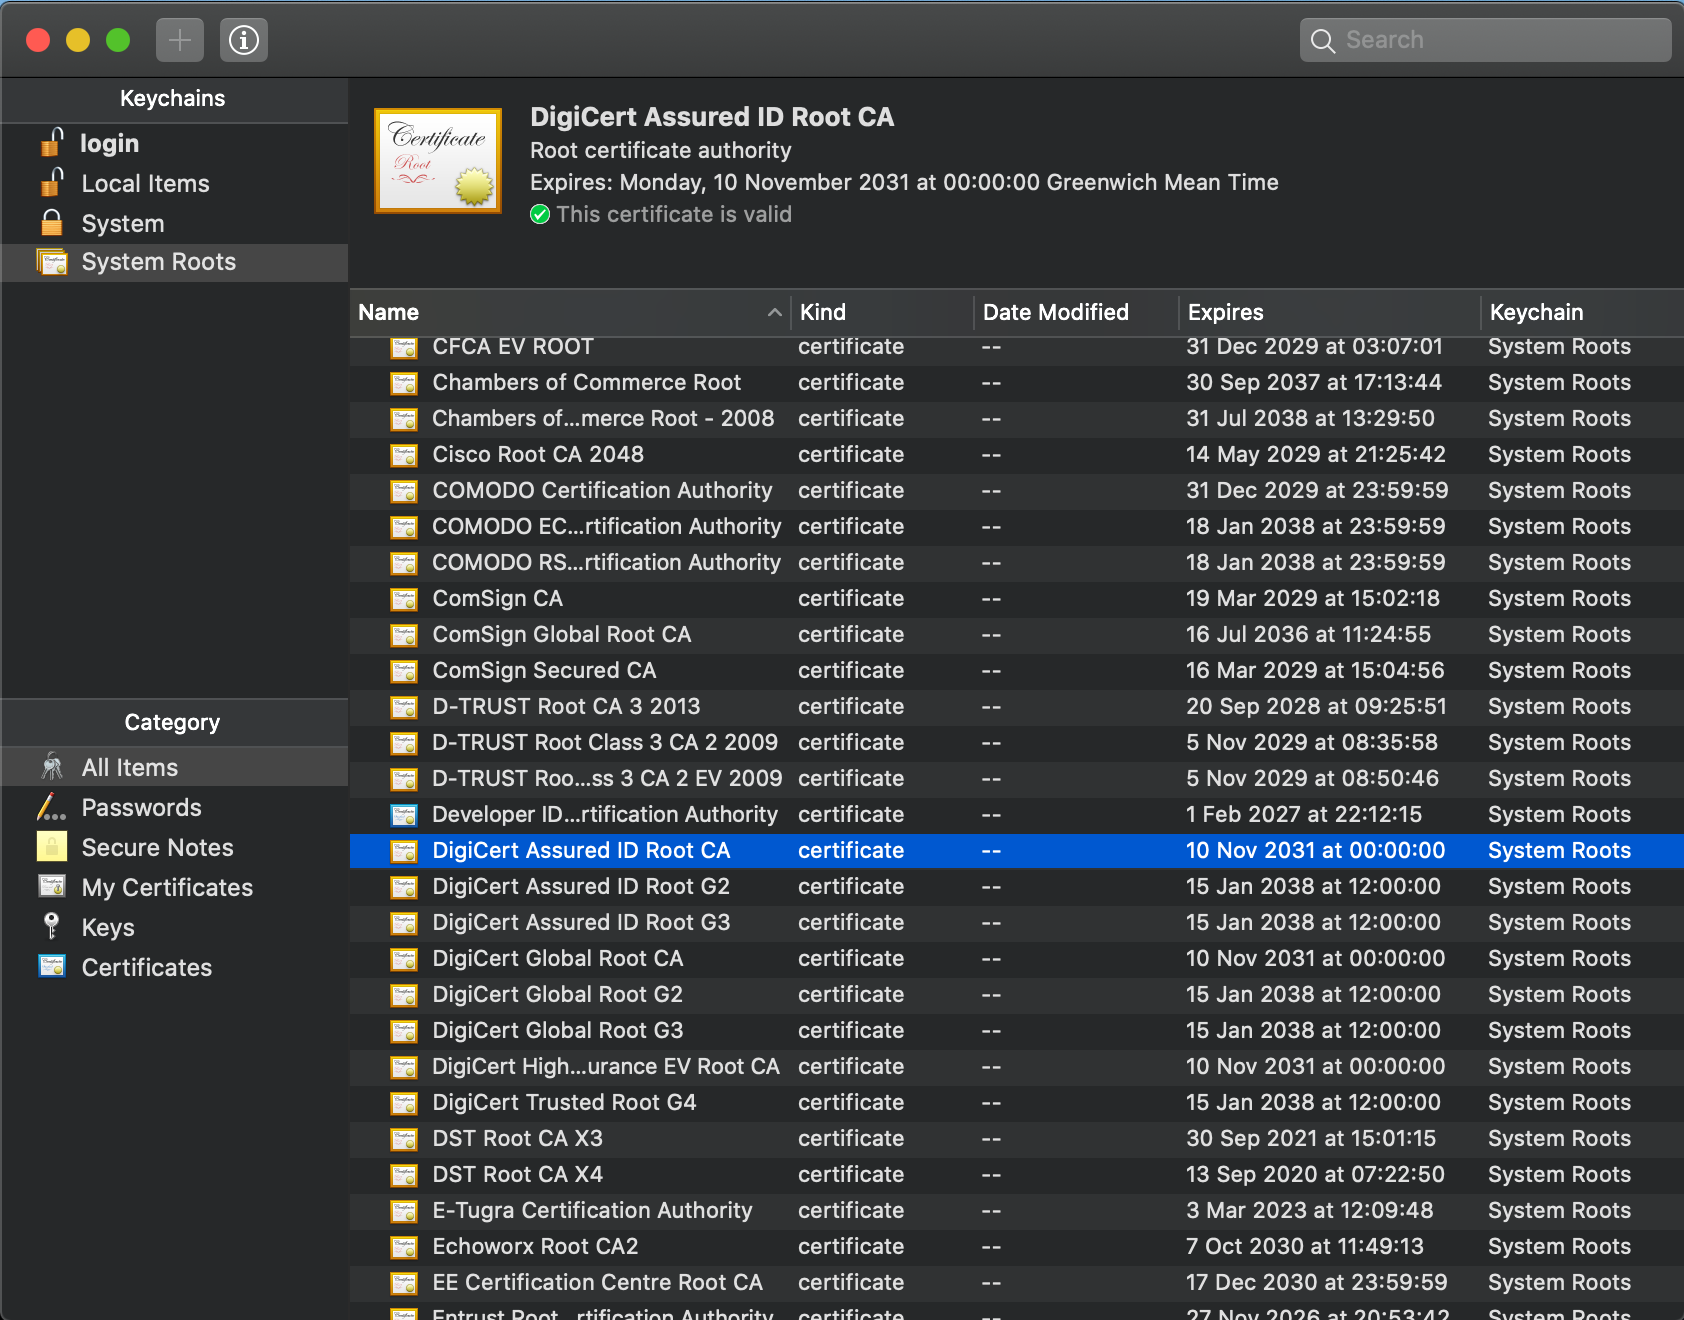 Search
Keychains
login
Local Items
System
System Roots
Category
All Items
Passwords
Secure Notes
My Certificates
Keys
Certificates
Certificate
Root
DigiCert Assured ID Root CA
Root certificate authority
Expires: Monday, 10 November 2031 at 00:00:00 Greenwich Mean Time
This certificate is valid
Name Kind Date Modified Expires Keychain
CFCA EV ROOT certificate -- 31 Dec 2029 at 03:07:01 System Roots
Chambers of Commerce Root certificate -- 30 Sep 2037 at 17:13:44 System Roots
Chambers of...merce Root - 2008 certificate -- 31 Jul 2038 at 13:29:50 System Roots
Cisco Root CA 2048 certificate -- 14 May 2029 at 21:25:42 System Roots
COMODO Certification Authority certificate -- 31 Dec 2029 at 23:59:59 System Roots
COMODO EC...rtification Authority certificate -- 18 Jan 2038 at 23:59:59 System Roots
COMODO RS...rtification Authority certificate -- 18 Jan 2038 at 23:59:59 System Roots
ComSign CA certificate -- 19 Mar 2029 at 15:02:18 System Roots
ComSign Global Root CA certificate -- 16 Jul 2036 at 11:24:55 System Roots
ComSign Secured CA certificate -- 16 Mar 2029 at 15:04:56 System Roots
D-TRUST Root CA 3 2013 certificate -- 20 Sep 2028 at 09:25:51 System Roots
D-TRUST Root Class 3 CA 2 2009 certificate -- 5 Nov 2029 at 08:35:58 System Roots
D-TRUST Roo...ss 3 CA 2 EV 2009 certificate -- 5 Nov 2029 at 08:50:46 System Roots
Developer ID...rtification Authority certificate -- 1 Feb 2027 at 22:12:15 System Roots
DigiCert Assured ID Root CA certificate -- 10 Nov 2031 at 00:00:00 System Roots
DigiCert Assured ID Root G2 certificate -- 15 Jan 2038 at 12:00:00 System Roots
DigiCert Assured ID Root G3 certificate -- 15 Jan 2038 at 12:00:00 System Roots
DigiCert Global Root CA certificate -- 10 Nov 2031 at 00:00:00 System Roots
DigiCert Global Root G2 certificate -- 15 Jan 2038 at 12:00:00 System Roots
DigiCert Global Root G3 certificate -- 15 Jan 2038 at 12:00:00 System Roots
DigiCert High...urance EV Root CA certificate -- 10 Nov 2031 at 00:00:00 System Roots
DigiCert Trusted Root G4 certificate -- 15 Jan 2038 at 12:00:00 System Roots
DST Root CA X3 certificate -- 30 Sep 2021 at 15:01:15 System Roots
DST Root CA X4 certificate -- 13 Sep 2020 at 07:22:50 System Roots
E-Tugra Certification Authority certificate -- 3 Mar 2023 at 12:09:48 System Roots
Echoworx Root CA2 certificate -- 7 Oct 2030 at 11:49:13 System Roots
EE Certification Centre Root CA certificate -- 17 Dec 2030 at 23:59:59 System Roots
Entrust Root...rtification Authority certificate -- 27 Nov 2026 at 20:53:42 System Roots